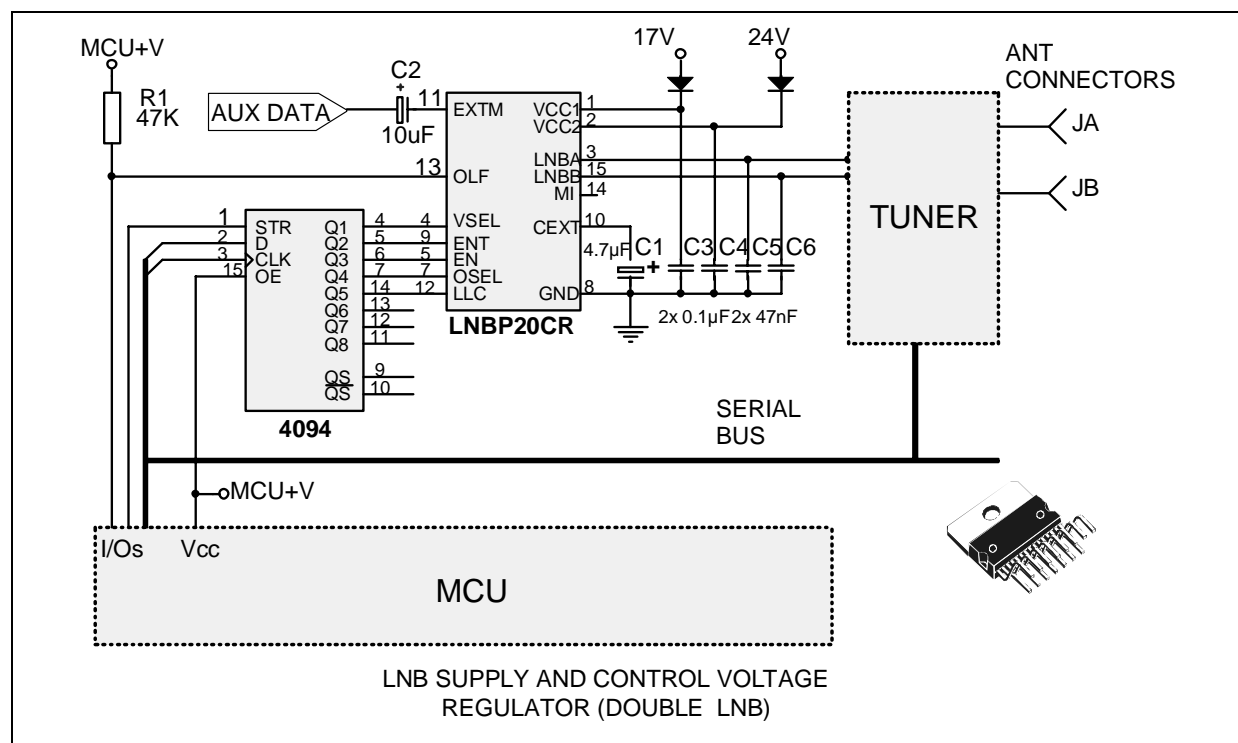 MCU+V
R1
47K
AUX DATA
C2
+
10uF
17V
24V
ANT
CONNECTORS
JA
JB
11 EXTM
13 OLF
4 4 VSEL
5 9 ENT
6 5 EN
7 7 OSEL
14 12 LLC
VCC1 1
VCC2 2
LNBA 3
LNBB 15
MI 14
CEXT 10
GND 8
LNBP20CR
4.7µF
C1
+
C3
C4
C5
C6
2x 0.1µF
2x 47nF
TUNER
1 STR
2 D
3 CLK
15 OE
Q1
Q2
Q3
Q4
Q5
Q6 13
Q7 12
Q8 11
QS 9
QS 10
4094
SERIAL
BUS
MCU+V
I/Os
Vcc
MCU
LNB SUPPLY AND CONTROL VOLTAGE
REGULATOR (DOUBLE LNB)